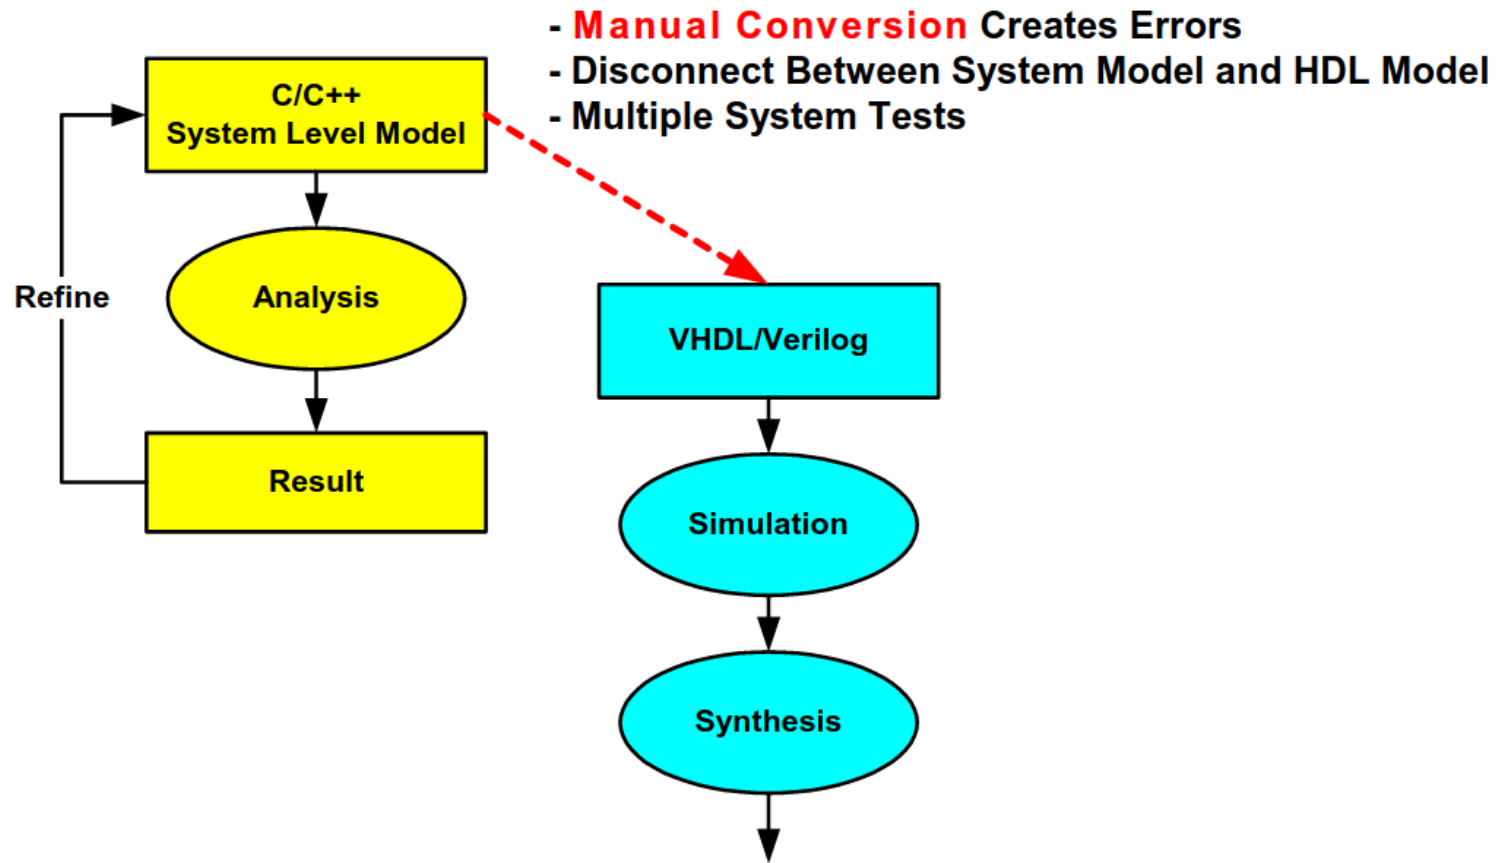 - Manual Conversion Creates Errors
- Disconnect Between System Model and HDL Model
- Multiple System Tests
C/C++
System Level Model
Analysis
Refine
Result
VHDL/Verilog
Simulation
Synthesis